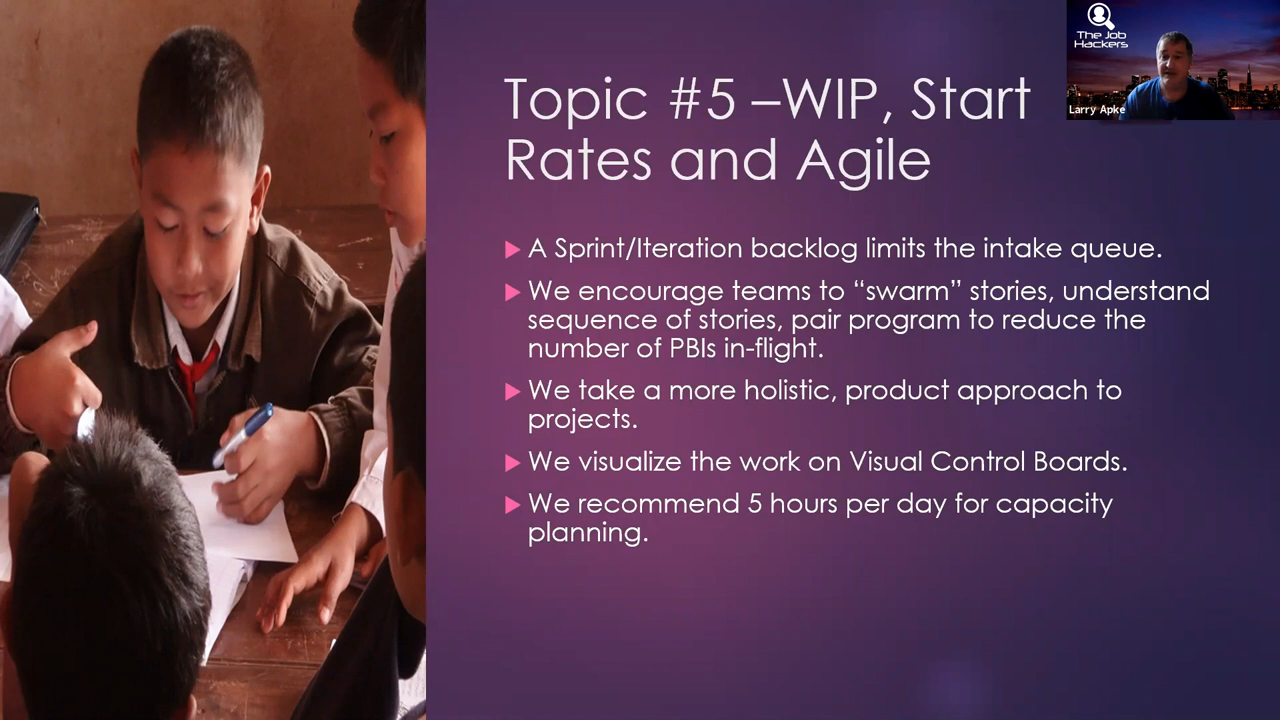 The Job
Hackers
Larry Apke
Topic #5 –WIP, Start
Rates and Agile
A Sprint/Iteration backlog limits the intake queue.
We encourage teams to “swarm” stories, understand
sequence of stories, pair program to reduce the
number of PBIs in-flight.
We take a more holistic, product approach to
projects.
We visualize the work on Visual Control Boards.
We recommend 5 hours per day for capacity
planning.